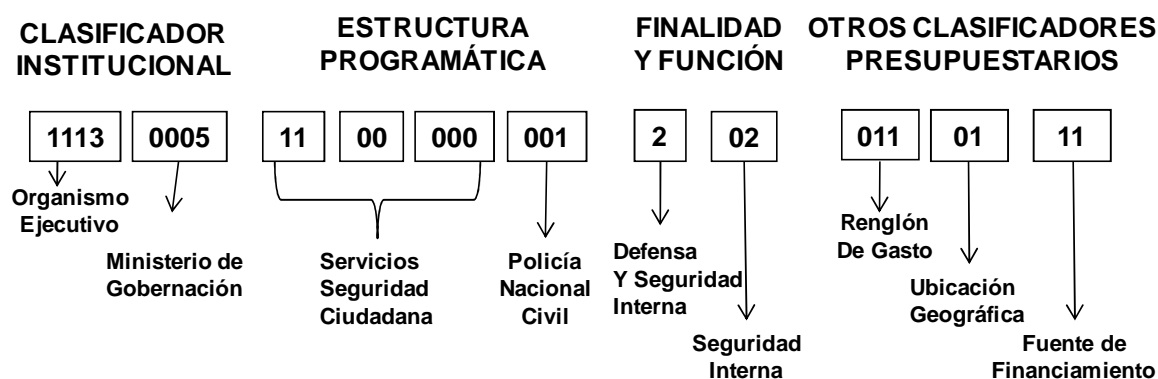 CLASIFICADOR
INSTITUCIONAL
ESTRUCTURA
PROGRAMÁTICA
FINALIDAD
Y FUNCIÓN
OTROS CLASIFICADORES
PRESUPUESTARIOS
1113 0005 11 00 000 001 2 02 011 01 11
Organismo
Ejecutivo
Ministerio de
Gobernación
Servicios
Seguridad
Ciudadana
Policía
Nacional
Civil
Defensa
Y Seguridad
Interna
Seguridad
Interna
Renglón
De Gasto
Ubicación
Geográfica
Fuente de
Financiamiento